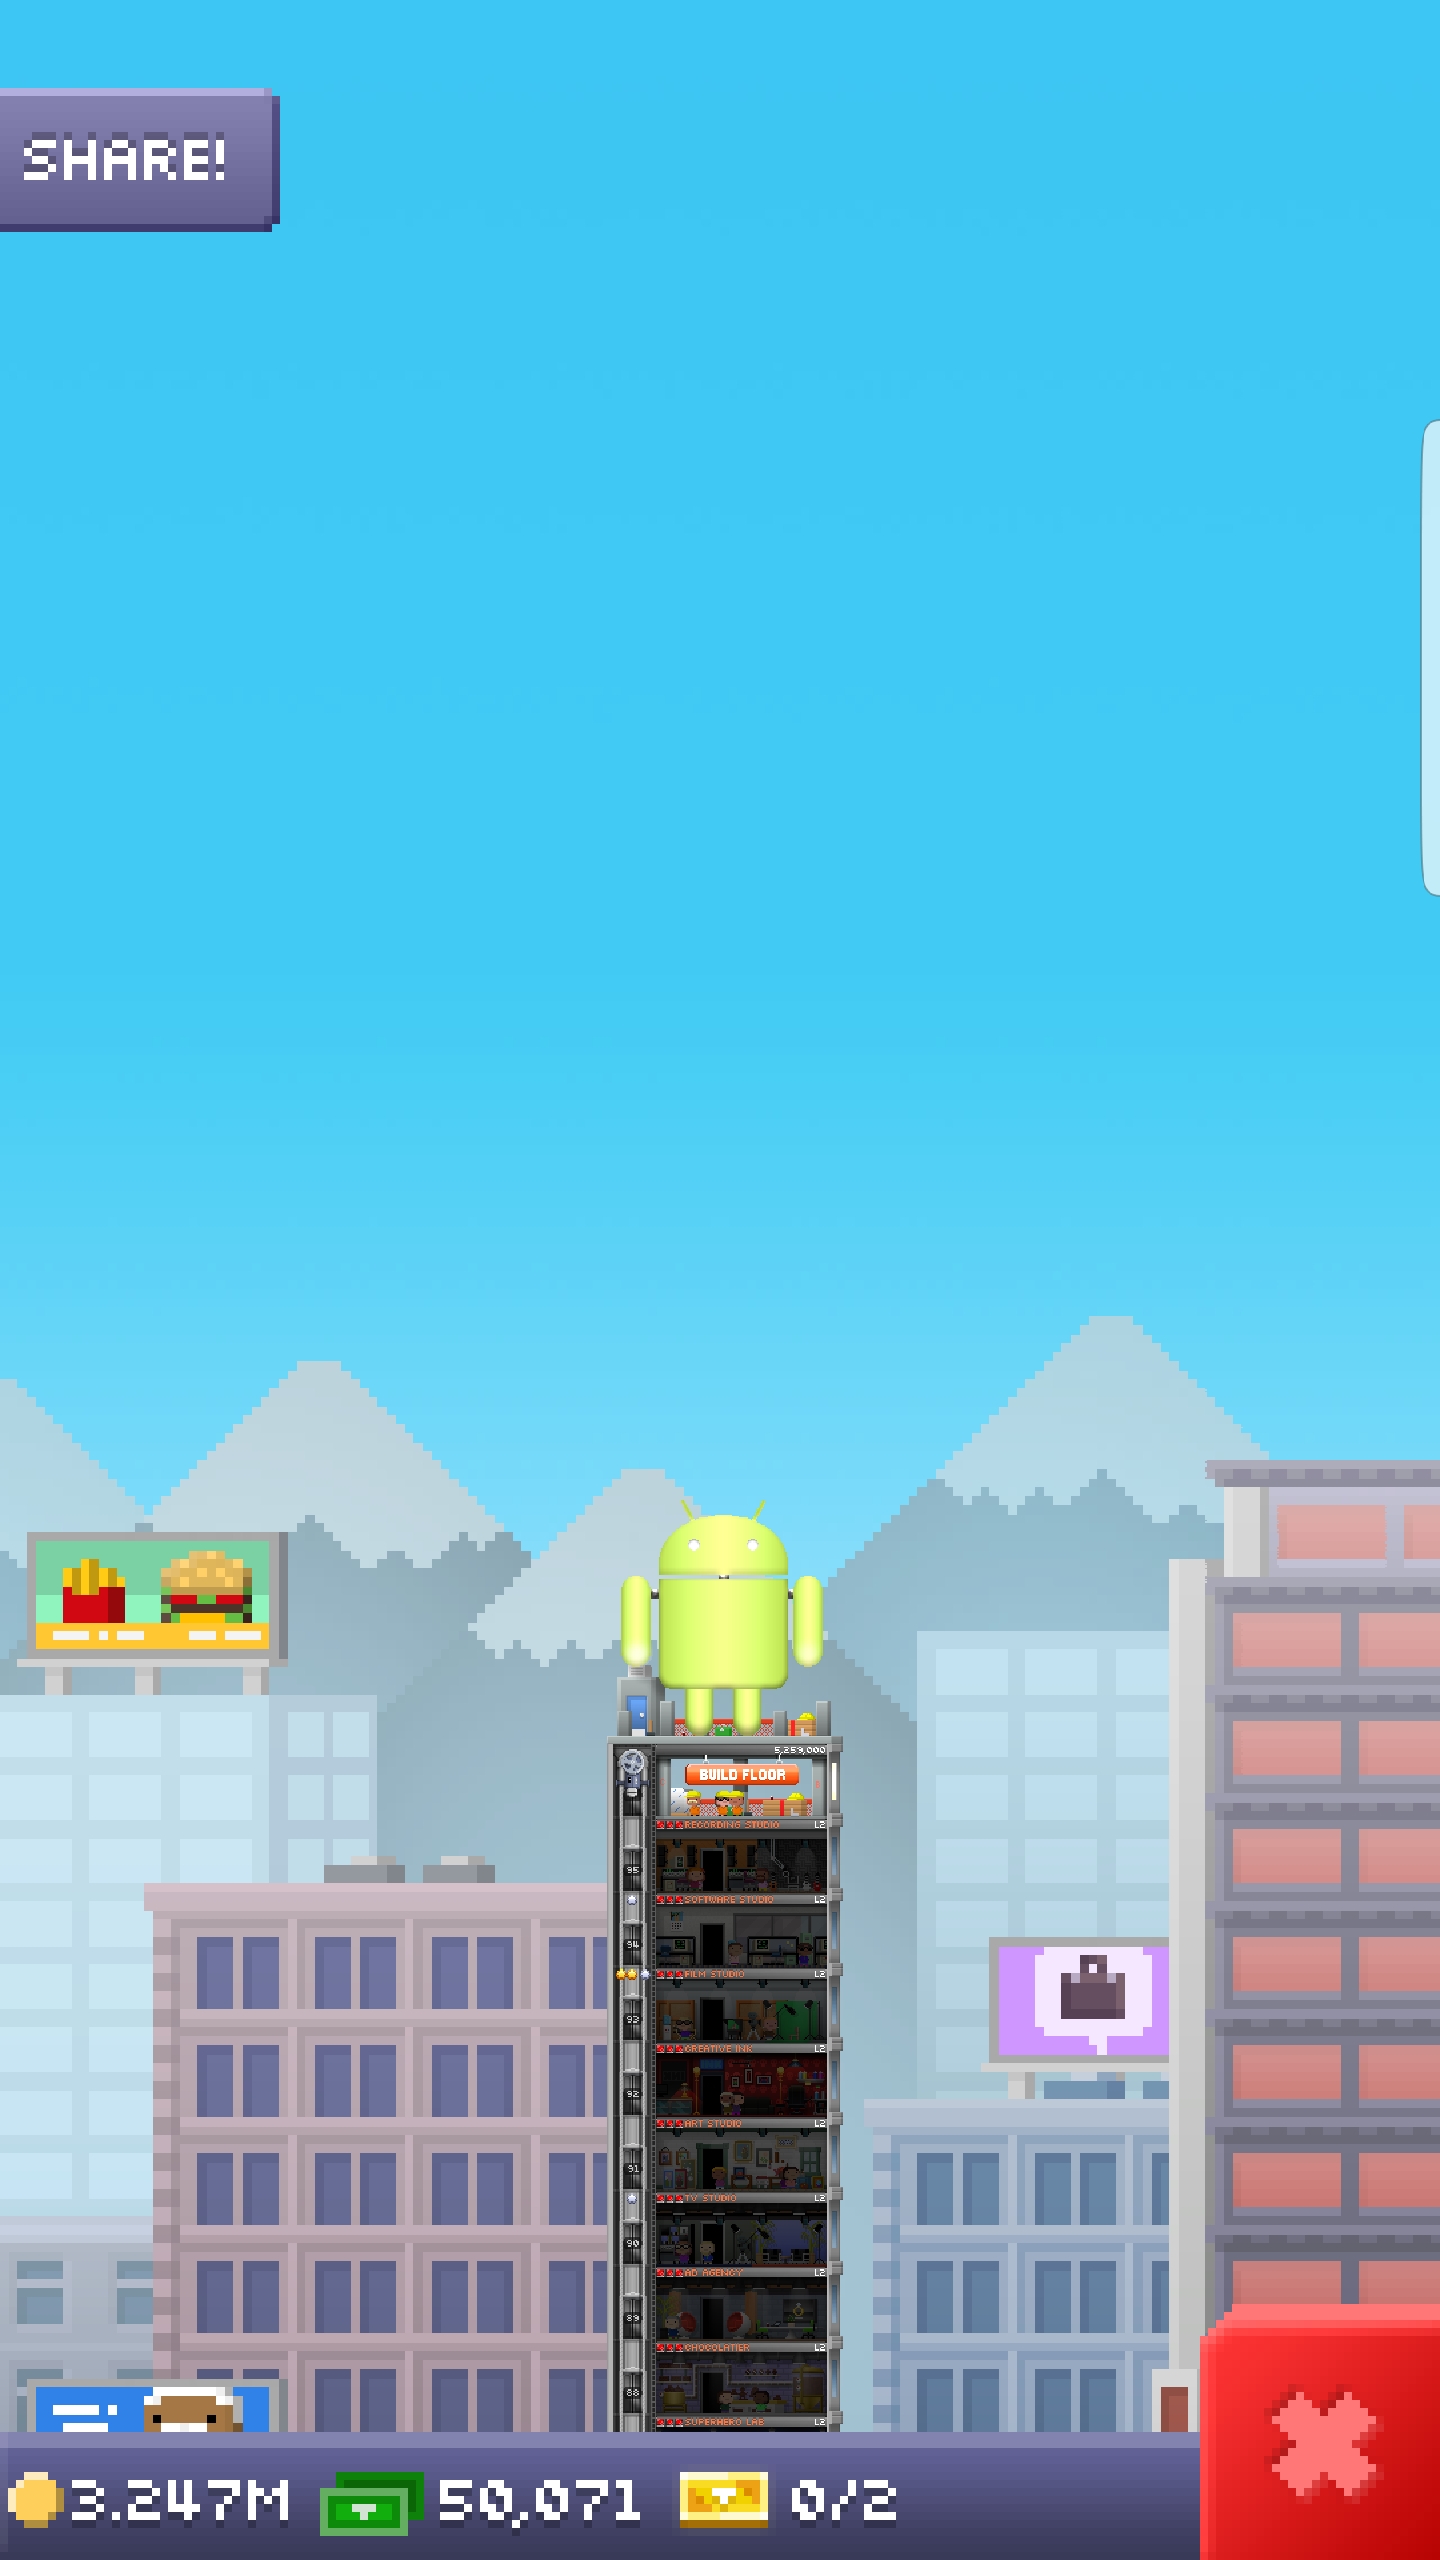 SHARE!
5,259,000
BUILD FLOOR
RECORDING STUDIO L2
95
SOFTWARE STUDIO L2
94
FILM STUDIO L2
93
CREATIVE INK L2
92
ART STUDIO L2
91
TV STUDIO L2
90
AD AGENCY L2
89
CHOCOLATIER L2
88
SUPERHERO LAB L2
3.247M 50,071 0/2